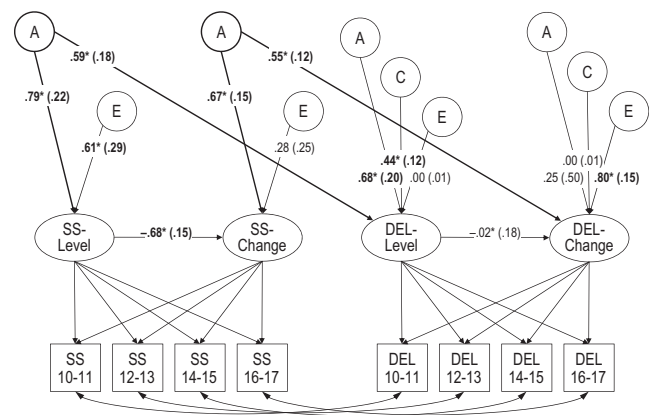 A
A
A
A
C
C
E
E
E
E
.59* (.18)
.55* (.12)
.79* (.22)
.67* (.15)
.61* (.29)
.28 (.25)
.44* (.12)
.68* (.20) .00 (.01)
.00 (.01)
.25 (.50) .80* (.15)
SS-
Level
–.68* (.15)
SS-
Change
DEL-
Level
–.02* (.18)
DEL-
Change
SS
10-11
SS
12-13
SS
14-15
SS
16-17
DEL
10-11
DEL
12-13
DEL
14-15
DEL
16-17